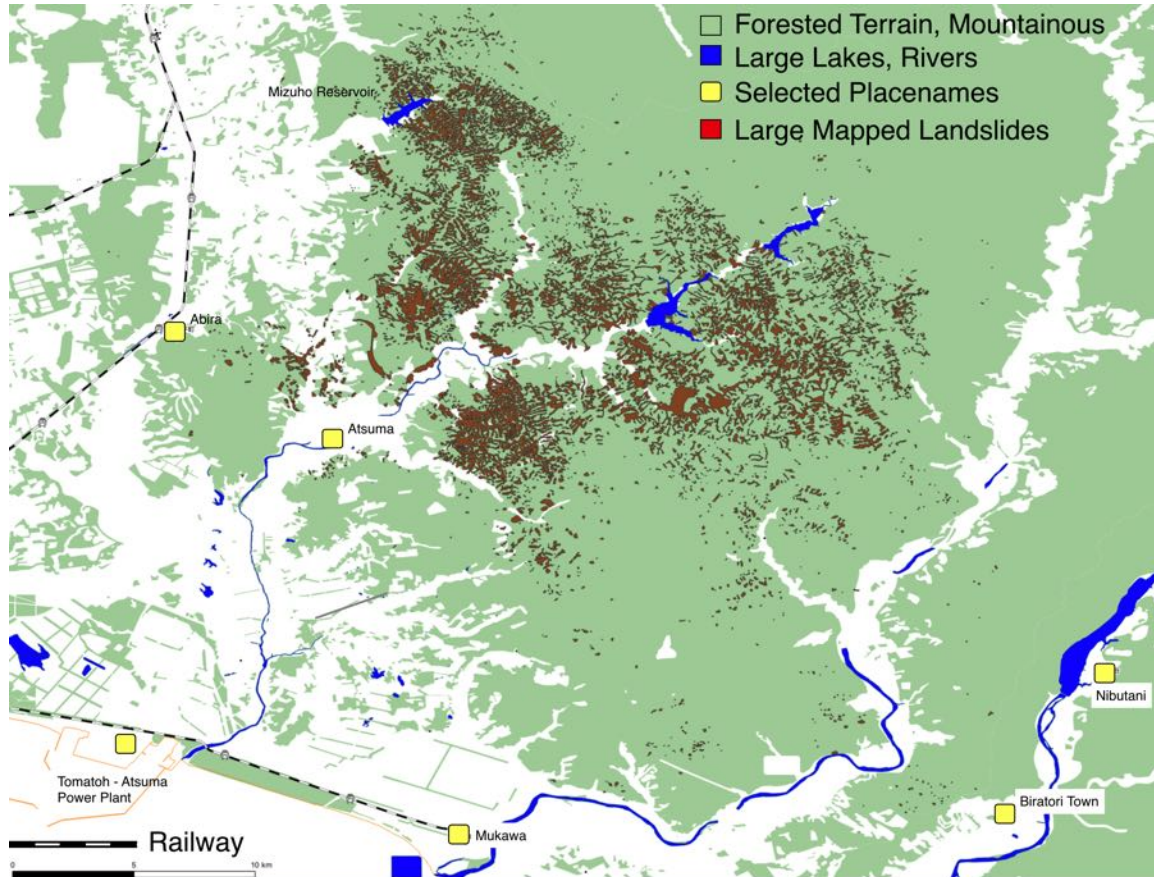 Forested Terrain, Mountainous
Large Lakes, Rivers
Selected Placenames
Large Mapped Landslides
Mizuho Reservoir
Abira
Atsuma
Nibutani
Tomatoh - Atsuma
Power Plant
Biratori Town
Mukawa
Railway
0 5 10 km